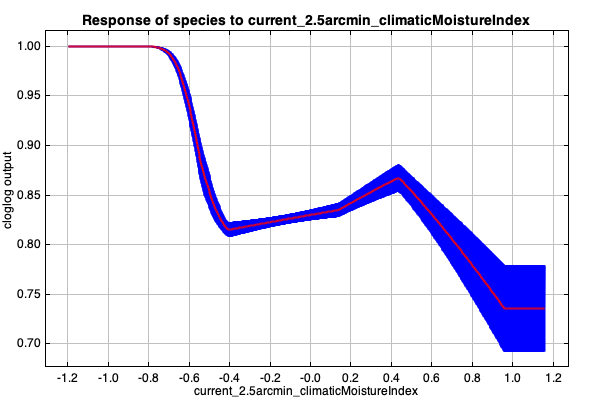 Response of species to current_2.5arcmin_climaticMoistureIndex
1.00
0.95
0.90
0.85
0.80
0.75
0.70
cloglog output
-1.2 -1.0 -0.8 -0.6 -0.4 -0.2 -0.0 0.2 0.4 0.6 0.8 1.0 1.2
current_2.5arcmin_climaticMoistureIndex